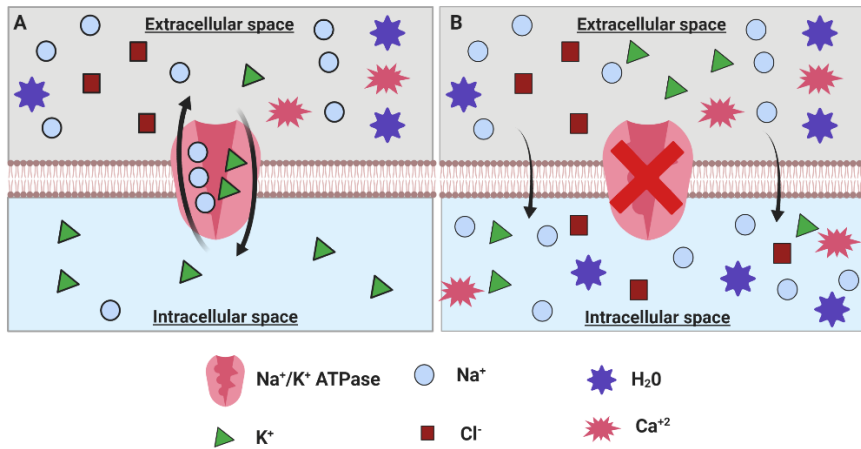 A
Extracellular space
Intracellular space
B
Extracellular space
Intracellular space
Na⁺/K⁺ ATPase
Na⁺
H₂0
K⁺
Cl⁻
Ca⁺²